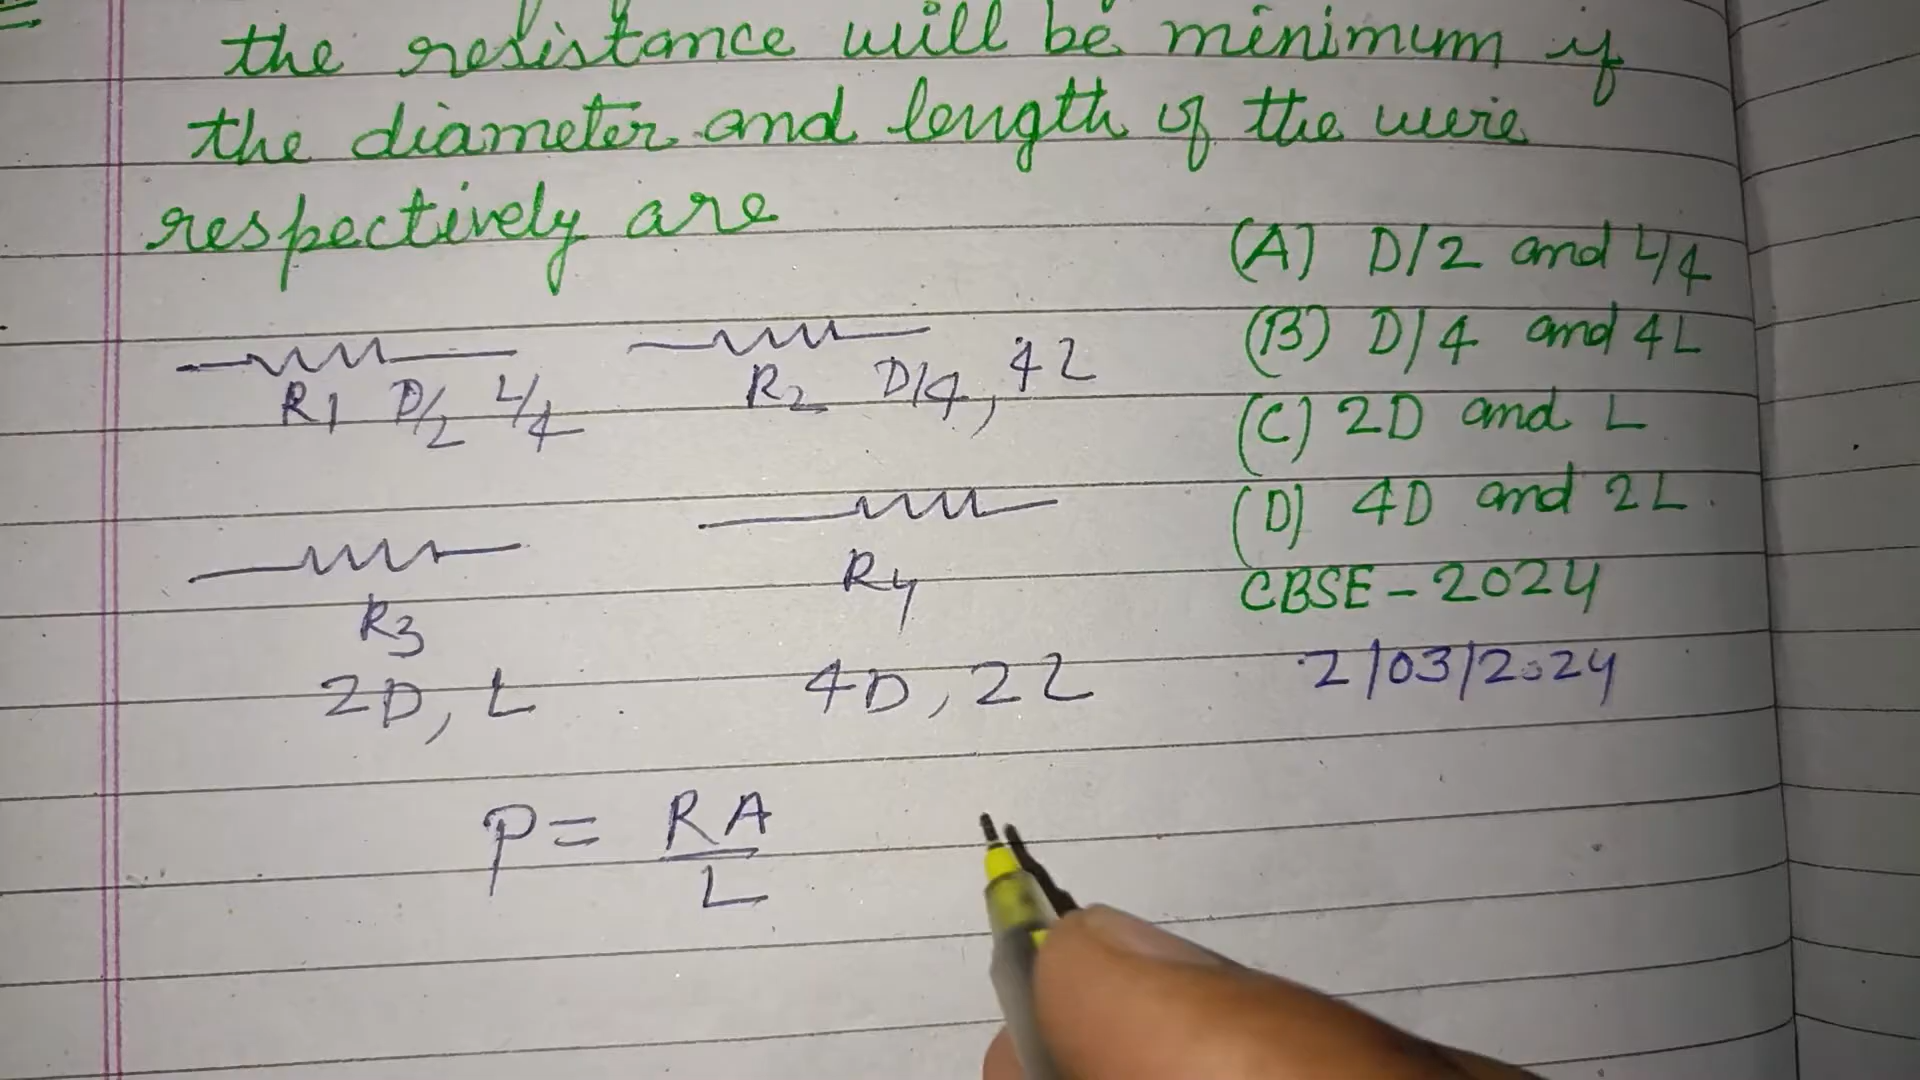 the resistance will be minimum if
the diameter and length of the wire
respectively are
(A) D/2 and L/4
(B) D/4 and 4L
(C) 2D and L
(D) 4D and 2L
CBSE-2024
2/03/2024
R1 D/2 L/4
R2 D/4, 4L
R3
2D, L
R4
4D, 2L
ρ = RA
L